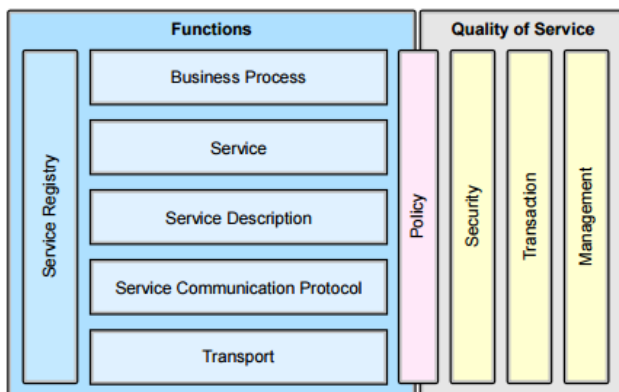 Functions
Quality of Service
Service Registry
Business Process
Service
Service Description
Service Communication Protocol
Transport
Policy
Security
Transaction
Management